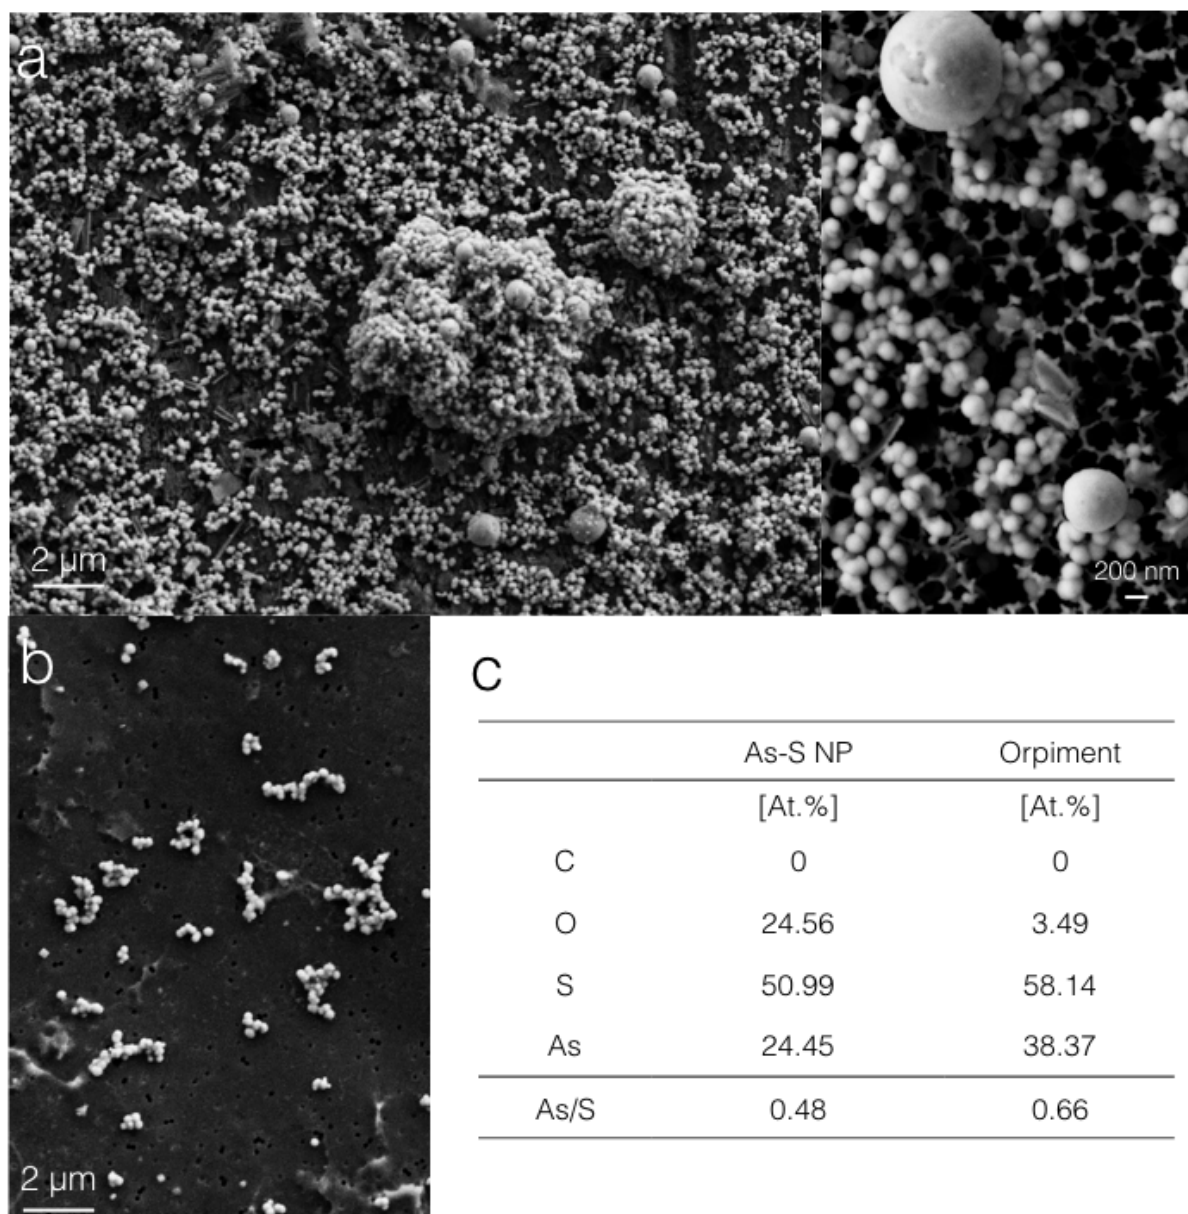 a
2 µm
200 nm
b
2 µm
c
As-S NP Orpiment
[At.%] [At.%]
C 0 0
O 24.56 3.49
S 50.99 58.14
As 24.45 38.37
As/S 0.48 0.66